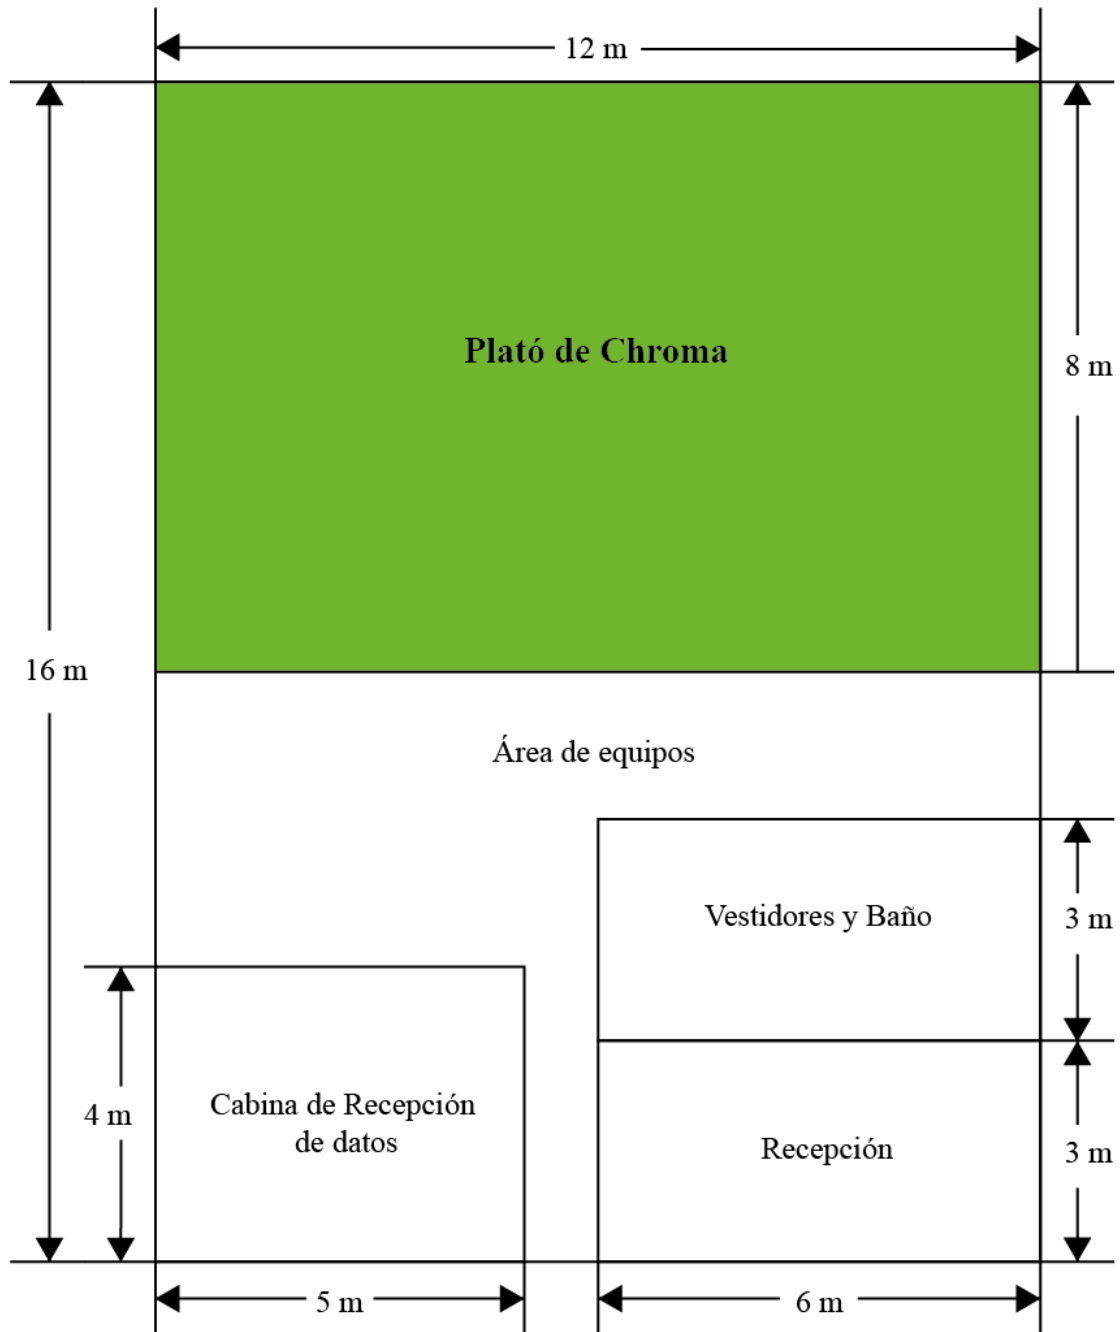 12 m
Plató de Chroma
8 m
16 m
Área de equipos
Vestidores y Baño
3 m
4 m
Cabina de Recepción
de datos
Recepción
3 m
5 m
6 m